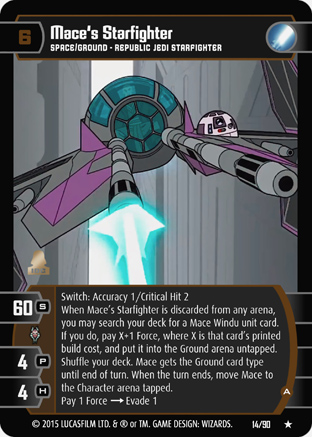 6
Mace's Starfighter
SPACE/GROUND - REPUBLIC JEDI STARFIGHTER
60 S
4 P
4 H
Switch: Accuracy 1/Critical Hit 2
When Mace's Starfighter is discarded from any arena,
you may search your deck for a Mace Windu unit card.
If you do, pay X+1 Force, where X is that card's printed
build cost, and put it into the Ground arena untapped.
Shuffle your deck. Mace gets the Ground card type
until end of turn. When the turn ends, move Mace to
the Character arena tapped.
Pay 1 Force → Evade 1
A
© 2015 LUCASFILM LTD. & ® or TM. GAME DESIGN: WIZARDS. 14/90 ★